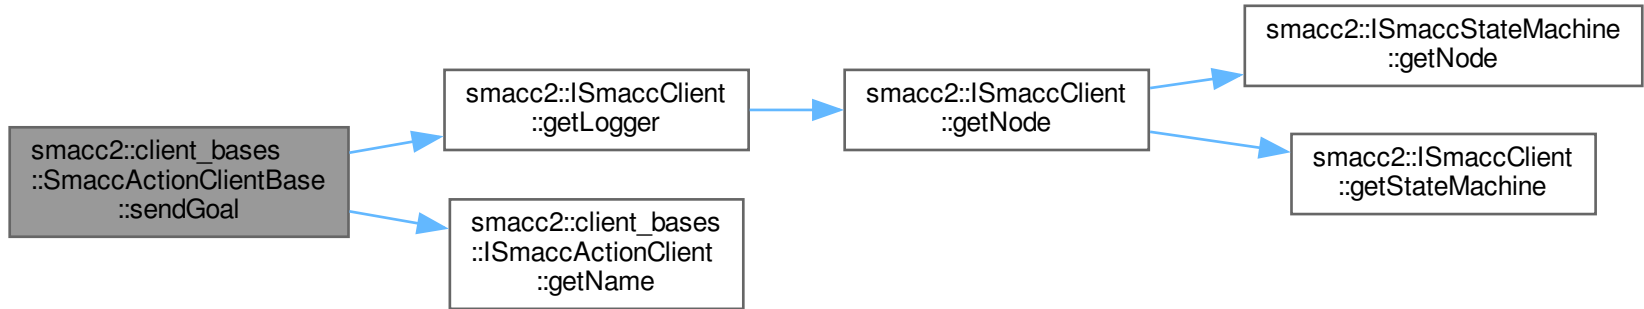 smacc2::client_bases
::SmaccActionClientBase
::sendGoal
smacc2::ISmaccClient
::getLogger
smacc2::client_bases
::ISmaccActionClient
::getName
smacc2::ISmaccClient
::getNode
smacc2::ISmaccStateMachine
::getNode
smacc2::ISmaccClient
::getStateMachine